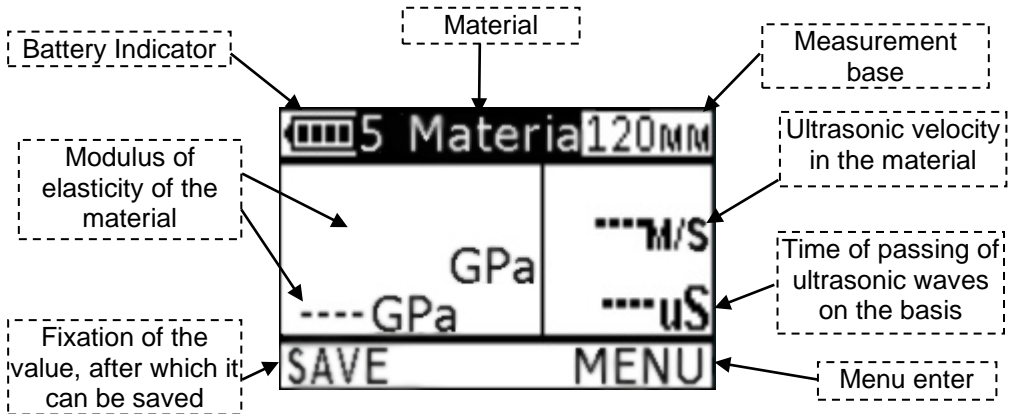 Material
Battery Indicator
Measurement
base
5 Materia 120мм
Ultrasonic velocity
in the material
Modulus of
elasticity of the
material
----M/S
GPa
Time of passing of
ultrasonic waves
on the basis
----GPa
----uS
Fixation of the
value, after which it
can be saved
SAVE MENU
Menu enter